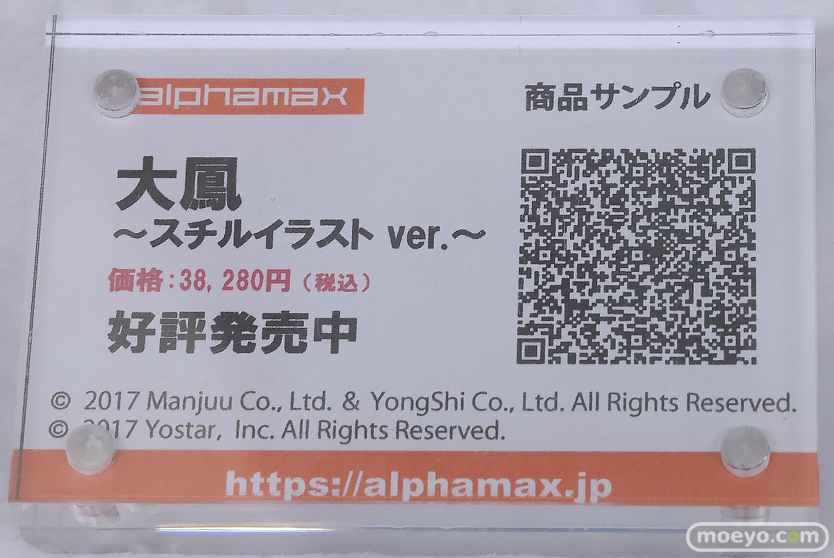 alphamax
商品サンプル
大鳳
～スチルイラスト ver.～
価格：38,280円（税込）
好評発売中
© 2017 Manjuu Co., Ltd. & YongShi Co., Ltd. All Rights Reserved.
© 2017 Yostar, Inc. All Rights Reserved.
https://alphamax.jp
moeyo.com